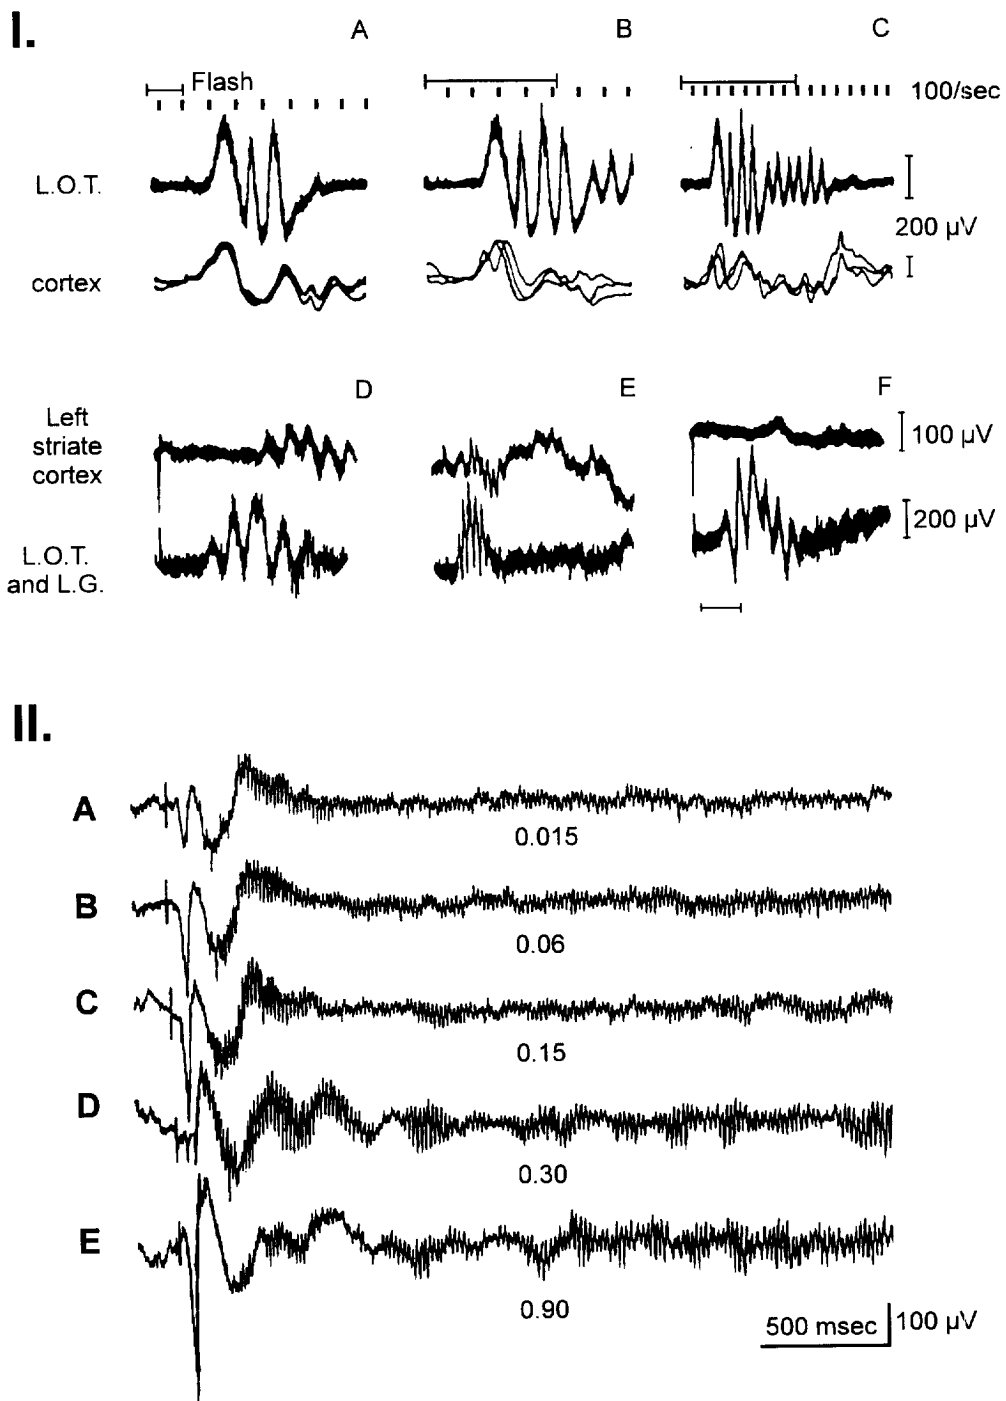 I.
A
B
C
Flash
100/sec
L.O.T.
200 µV
cortex
D
E
F
Left
striate
cortex
100 µV
200 µV
L.O.T.
and L.G.
II.
A
0.015
B
0.06
C
0.15
D
0.30
E
0.90
500 msec
100 µV